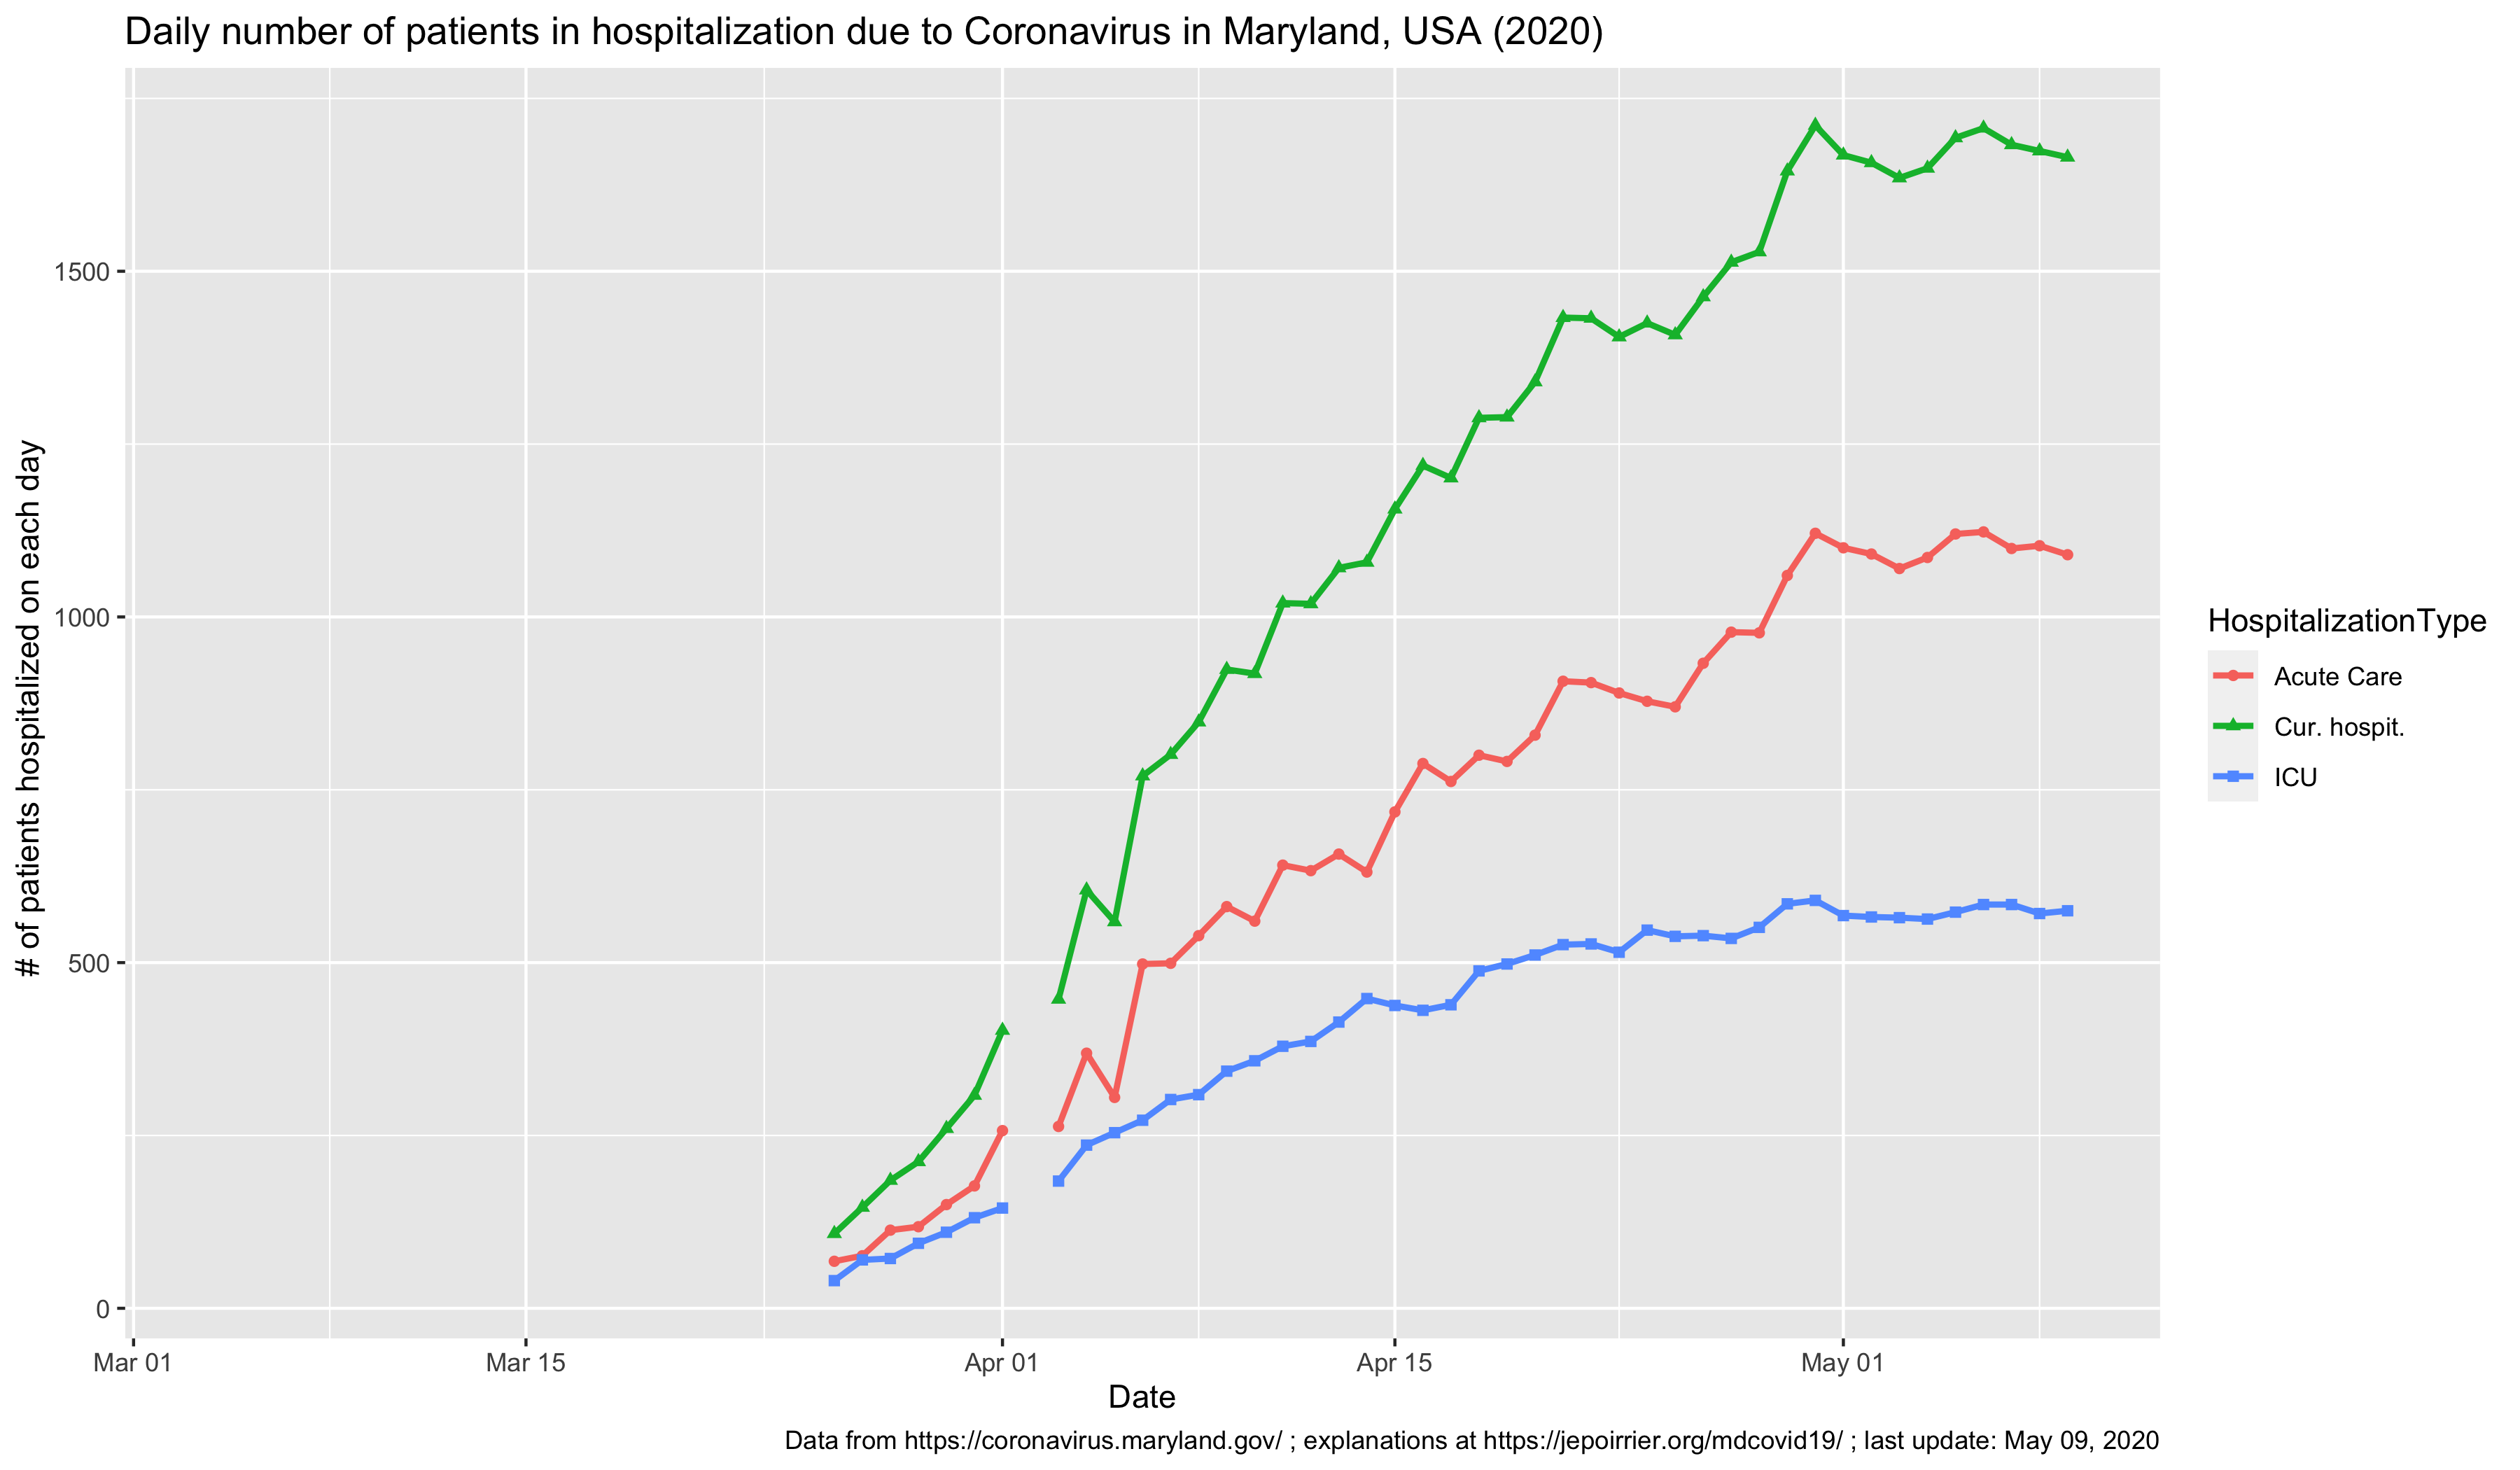 Daily number of patients in hospitalization due to Coronavirus in Maryland, USA (2020)
# of patients hospitalized on each day
1500
1000
500
0
Mar 01
Mar 15
Apr 01
Apr 15
May 01
Date
HospitalizationType
Acute Care
Cur. hospit.
ICU
Data from https://coronavirus.maryland.gov/ ; explanations at https://jepoirrier.org/mdcovid19/ ; last update: May 09, 2020